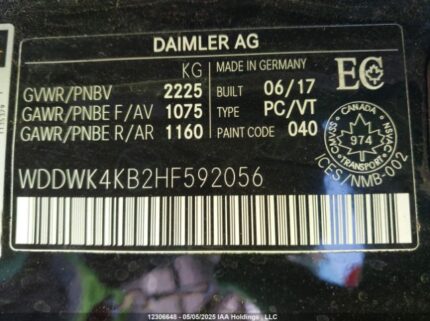 DAIMLER AG
KG
MADE IN GERMANY
GVWR/PNBV 2225
BUILT 06/17
GAWR/PNBE F/AV 1075
TYPE PC/VT
GAWR/PNBE R/AR 1160
PAINT CODE 040
EC
CANADA
974
TRANSPORT
ICES/NMB-002
WDDWK4KB2HF592056
12306648 - 05/05/2025 IAA Holdings, LLC